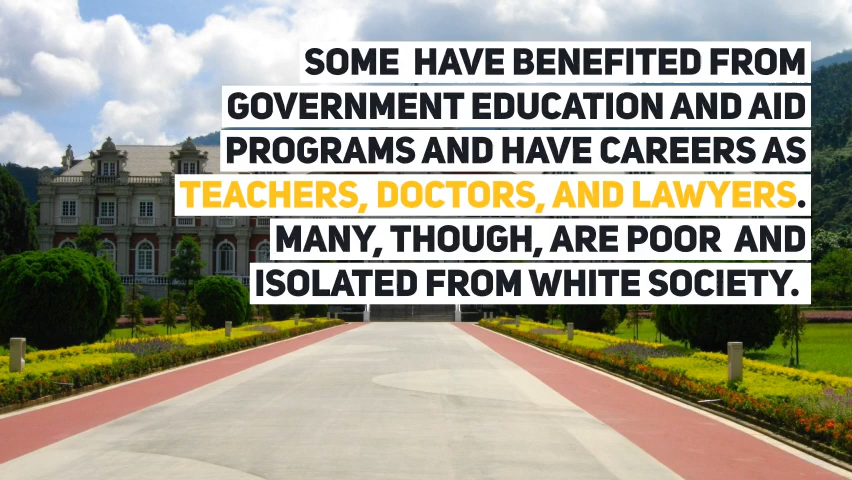 SOME HAVE BENEFITED FROM
GOVERNMENT EDUCATION AND AID
PROGRAMS AND HAVE CAREERS AS
TEACHERS, DOCTORS, AND LAWYERS.
MANY, THOUGH, ARE POOR AND
ISOLATED FROM WHITE SOCIETY.